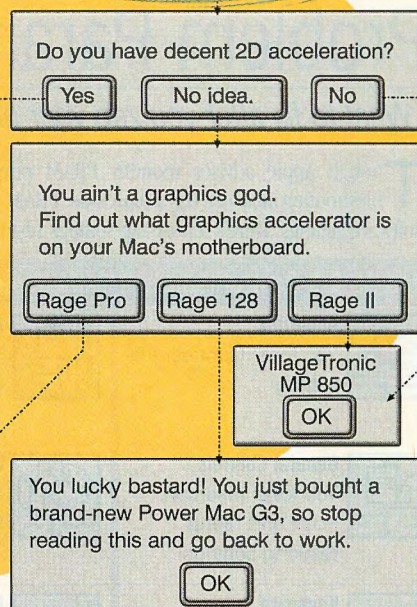 Do you have decent 2D acceleration?
Yes
No idea.
No
You ain't a graphics god.
Find out what graphics accelerator is
on your Mac's motherboard.
Rage Pro
Rage 128
Rage II
VillageTronic
MP 850
OK
You lucky bastard! You just bought a
brand-new Power Mac G3, so stop
reading this and go back to work.
OK